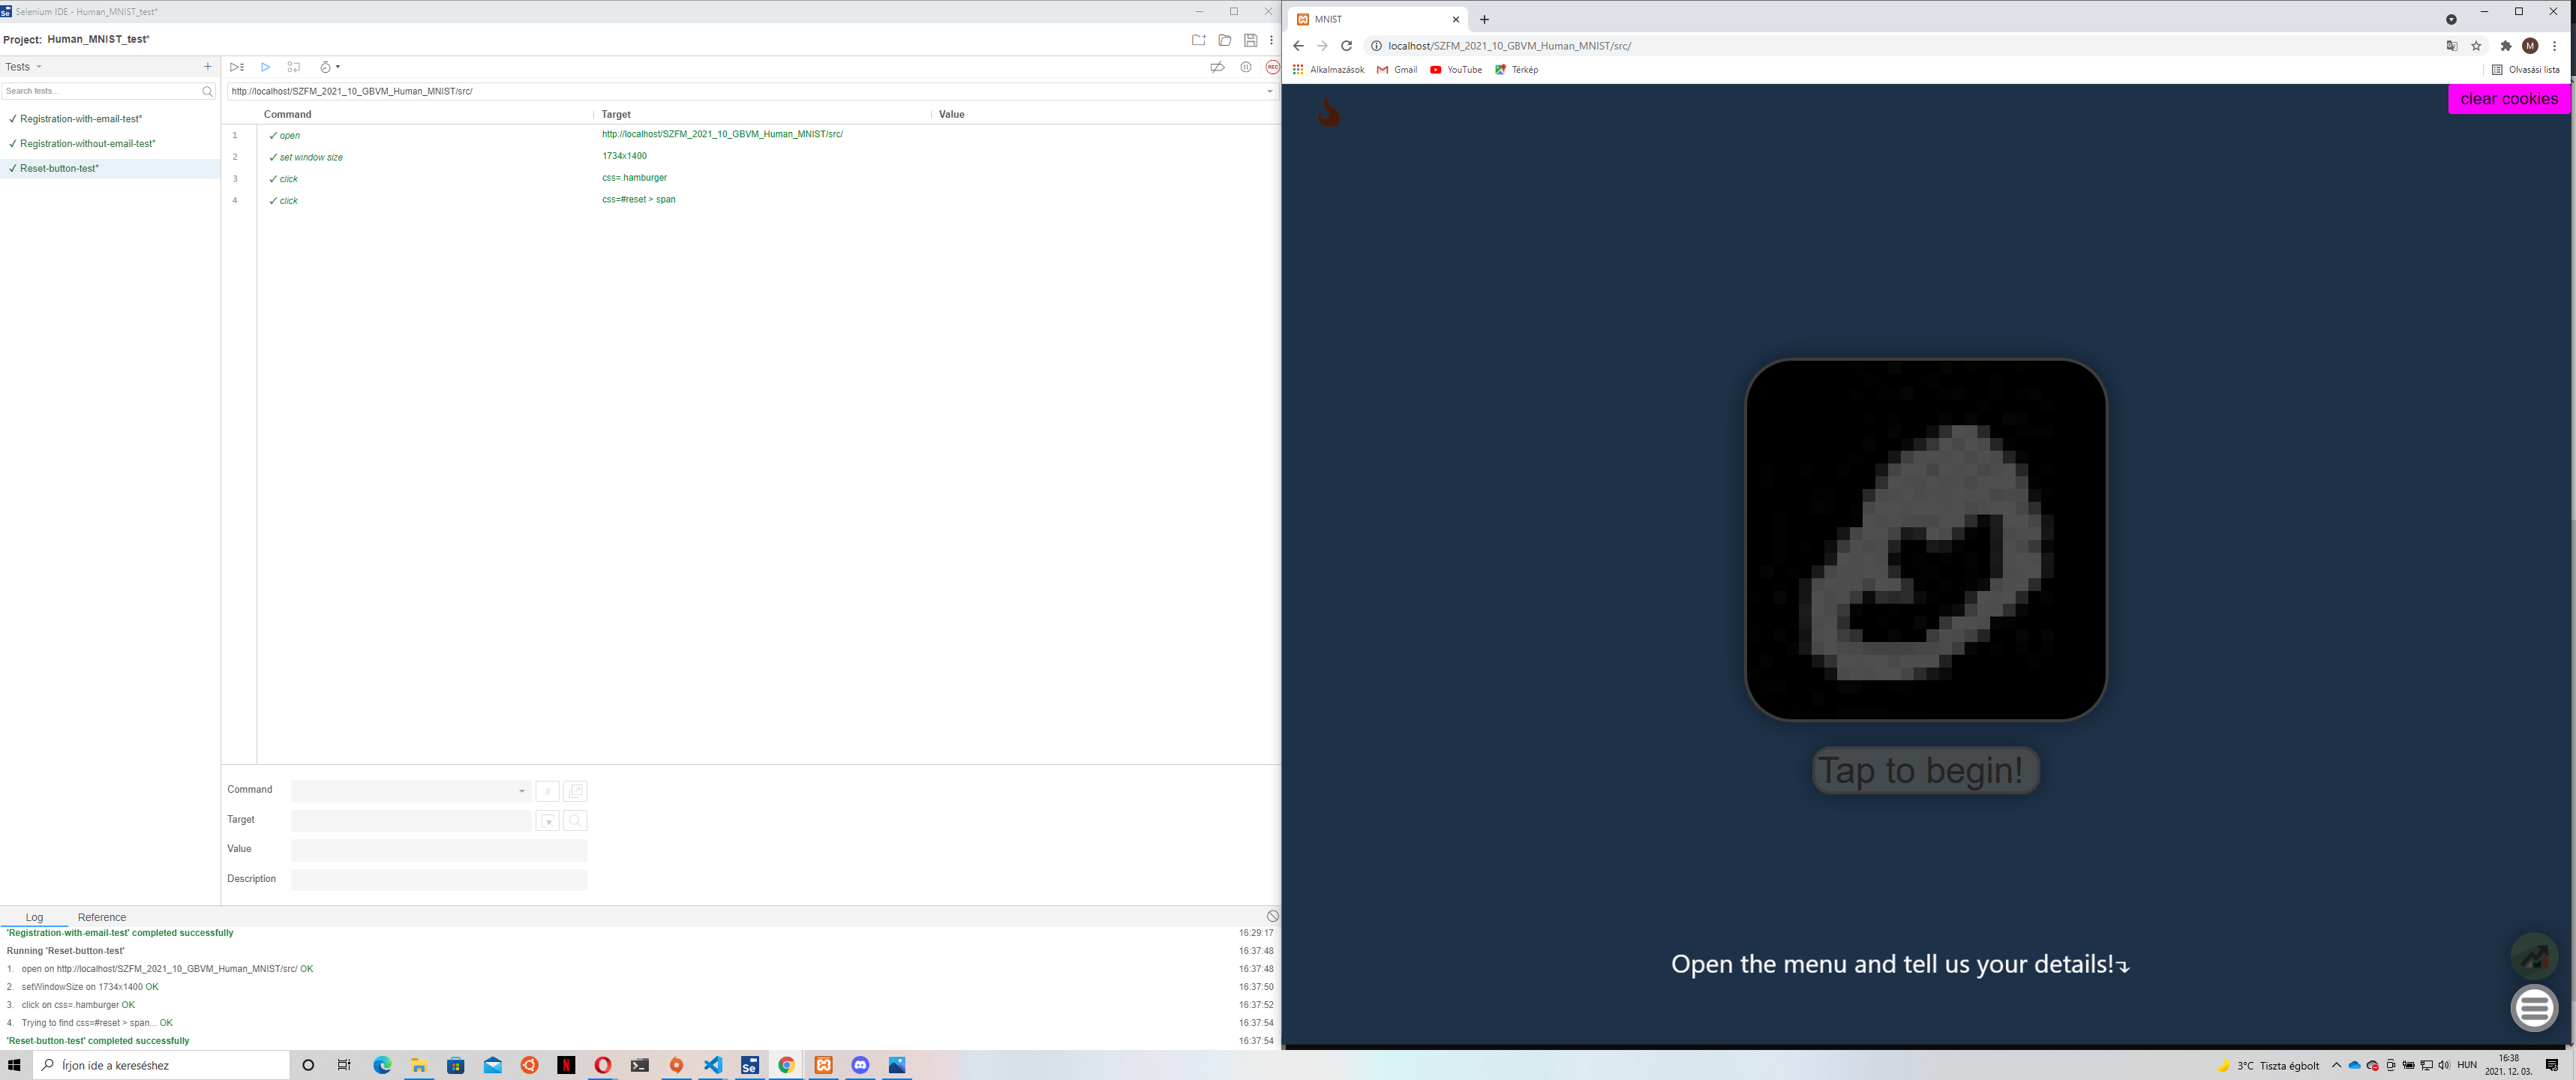 Selenium IDE - Human_MNIST_test*
Project: Human_MNIST_test*
Tests
Search tests...
✓ Registration-with-email-test*
✓ Registration-without-email-test*
✓ Reset-button-test*
REC
http://localhost/SZFM_2021_10_GBVM_Human_MNIST/src/
Command Target Value
1 ✓ open http://localhost/SZFM_2021_10_GBVM_Human_MNIST/src/
2 ✓ set window size 1734x1400
3 ✓ click css=.hamburger
4 ✓ click css=#reset > span
Command
//
Target
Value
Description
Log Reference
'Registration-with-email-test' completed successfully 16:29:17
Running 'Reset-button-test' 16:37:48
1. open on http://localhost/SZFM_2021_10_GBVM_Human_MNIST/src/ OK 16:37:48
2. setWindowSize on 1734x1400 OK 16:37:50
3. click on css=.hamburger OK 16:37:52
4. Trying to find css=#reset > span... OK 16:37:54
'Reset-button-test' completed successfully 16:37:54
MNIST
localhost/SZFM_2021_10_GBVM_Human_MNIST/src/
M
Alkalmazások Gmail YouTube Térkép Olvasási lista
clear cookies
Tap to begin!
Open the menu and tell us your details!↴
Írjon ide a kereséshez
Se
3°C Tiszta égbolt
HUN
16:38
2021. 12. 03.